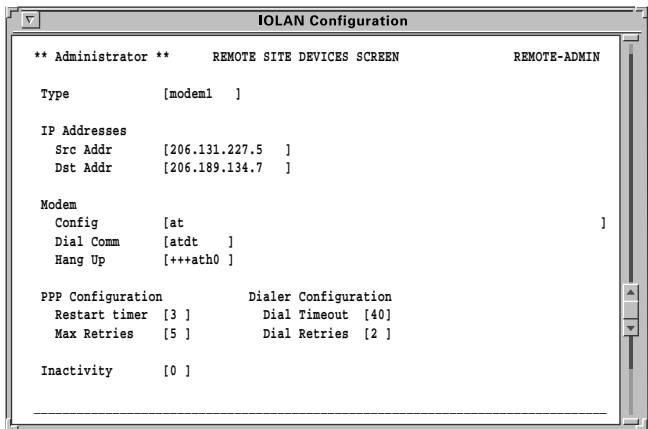 IOLAN Configuration
** Administrator ** REMOTE SITE DEVICES SCREEN REMOTE-ADMIN
Type [modem1 ]
IP Addresses
Src Addr [206.131.227.5 ]
Dst Addr [206.189.134.7 ]
Modem
Config [at ]
Dial Comm [atdt ]
Hang Up [+++ath0 ]
PPP Configuration Dialer Configuration
Restart timer [3 ] Dial Timeout [40]
Max Retries [5 ] Dial Retries [2 ]
Inactivity [0 ]